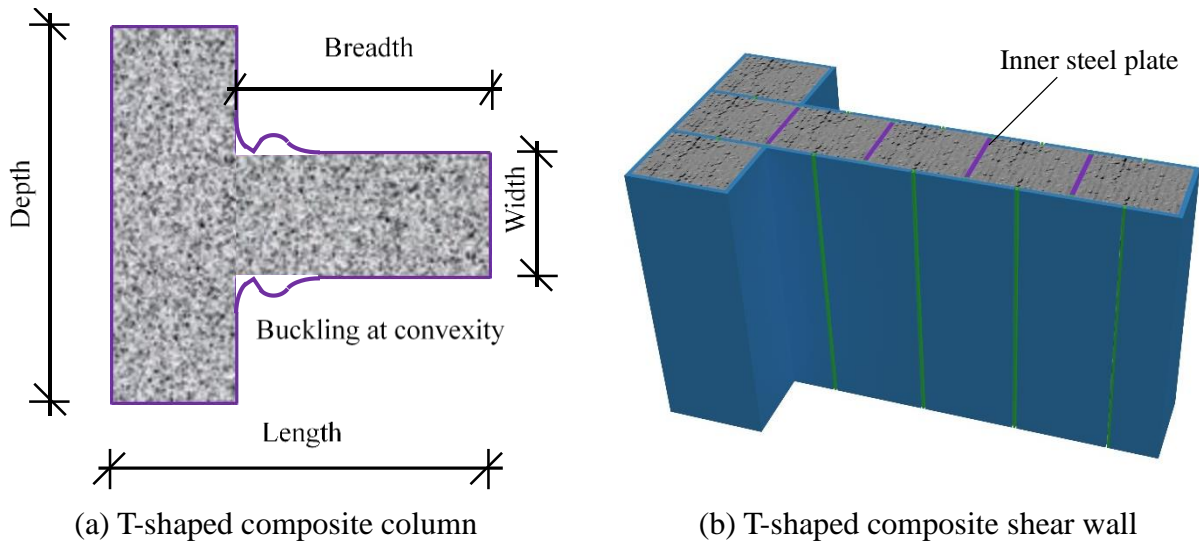 Breadth
Inner steel plate
Depth
Width
Buckling at convexity
Length
(a) T-shaped composite column
(b) T-shaped composite shear wall